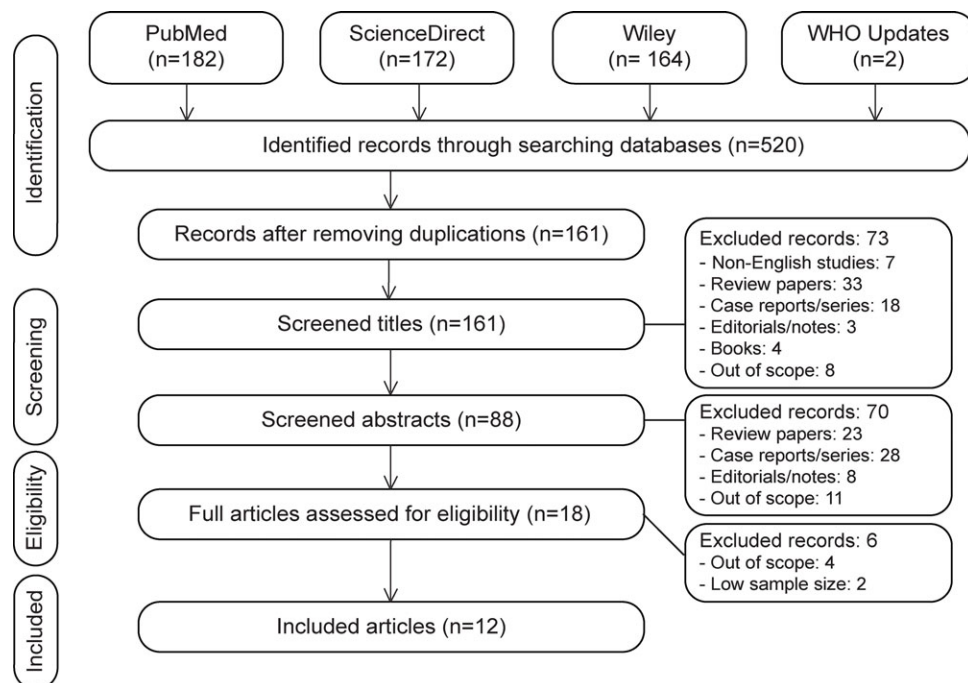 PubMed
(n=182)
ScienceDirect
(n=172)
Wiley
(n= 164)
WHO Updates
(n=2)
Identification
Identified records through searching databases (n=520)
Records after removing duplications (n=161)
Excluded records: 73
- Non-English studies: 7
- Review papers: 33
- Case reports/series: 18
- Editorials/notes: 3
- Books: 4
- Out of scope: 8
Screening
Screened titles (n=161)
Screened abstracts (n=88)
Excluded records: 70
- Review papers: 23
- Case reports/series: 28
- Editorials/notes: 8
- Out of scope: 11
Eligibility
Full articles assessed for eligibility (n=18)
Excluded records: 6
- Out of scope: 4
- Low sample size: 2
Included
Included articles (n=12)